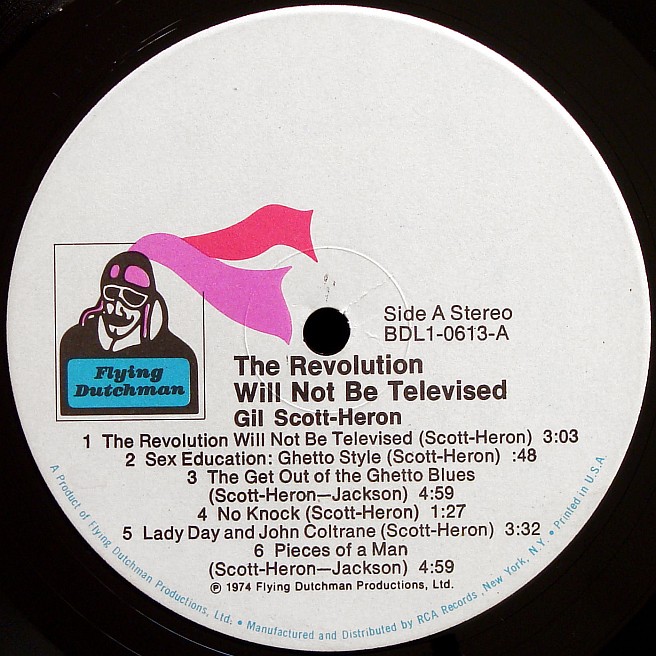 Flying
Dutchman
Side A Stereo
BDL1-0613-A
The Revolution
Will Not Be Televised
Gil Scott-Heron
1 The Revolution Will Not Be Televised (Scott-Heron) 3:03
2 Sex Education: Ghetto Style (Scott-Heron) :48
3 The Get Out of the Ghetto Blues
(Scott-Heron—Jackson) 4:59
4 No Knock (Scott-Heron) 1:27
5 Lady Day and John Coltrane (Scott-Heron) 3:32
6 Pieces of a Man
(Scott-Heron—Jackson) 4:59
℗ 1974 Flying Dutchman Productions, Ltd.
A Product of Flying Dutchman Productions, Ltd. • Manufactured and Distributed by RCA Records, New York, N.Y. • Printed in U.S.A.